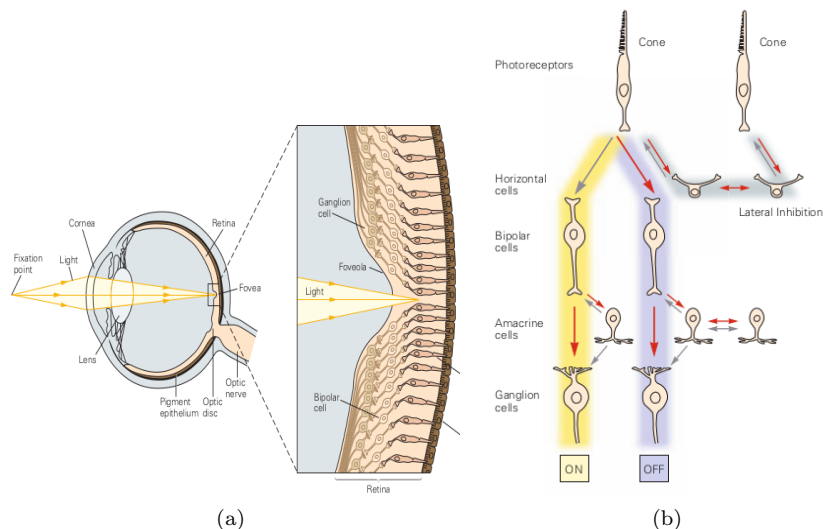 Cornea
Retina
Light
Fixation
point
Fovea
Lens
Pigment
epithelium
Optic
disc
Optic
nerve
Ganglion
cell
Foveola
Light
Bipolar
cell
Retina
(a)
Cone
Cone
Photoreceptors
Horizontal
cells
Lateral Inhibition
Bipolar
cells
Amacrine
cells
Ganglion
cells
ON
OFF
(b)